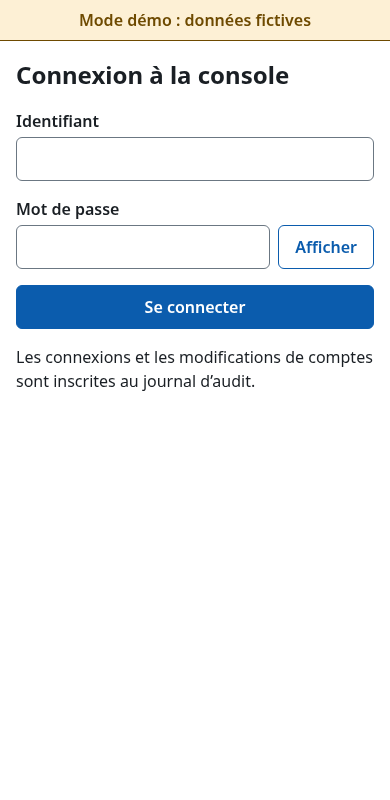 Mode démo : données fictives
Connexion à la console
Identifiant
Mot de passe
Afficher
Se connecter
Les connexions et les modifications de comptes
sont inscrites au journal d’audit.